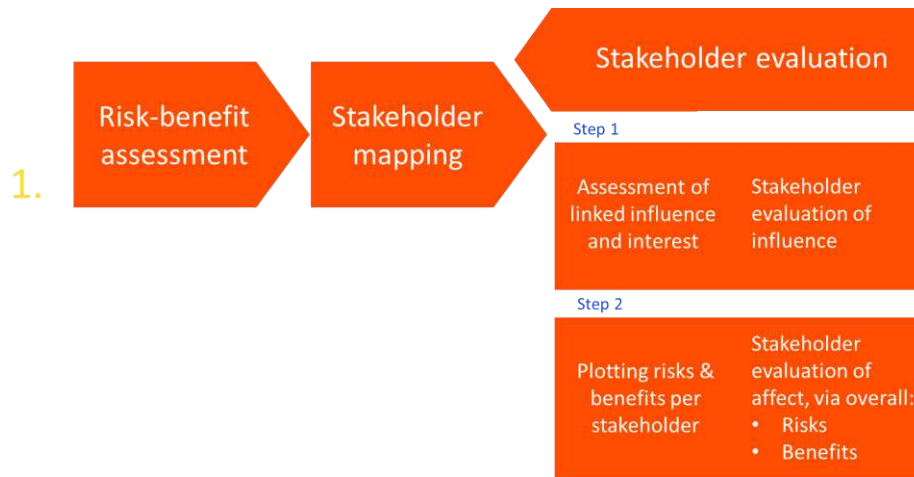 1.
Risk-benefit
assessment
Stakeholder
mapping
Stakeholder evaluation
Step 1
Assessment of
linked influence
and interest
Stakeholder
evaluation of
influence
Step 2
Plotting risks &
benefits per
stakeholder
Stakeholder
evaluation of
affect, via overall:
• Risks
• Benefits